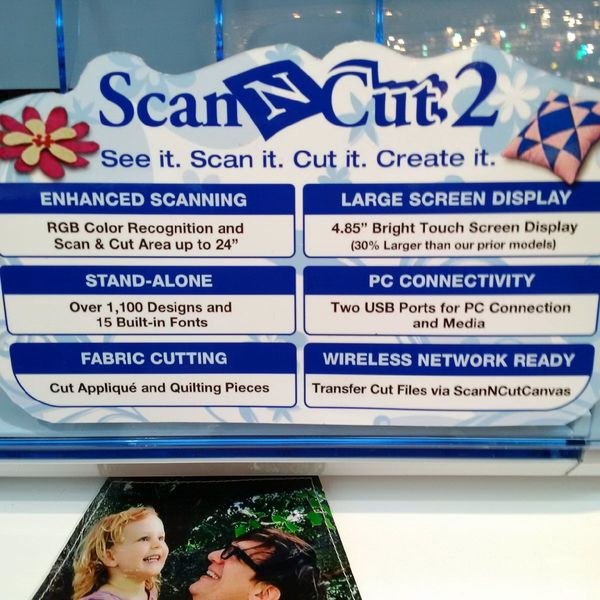 ScanNCut 2
See it. Scan it. Cut it. Create it.
ENHANCED SCANNING
RGB Color Recognition and
Scan & Cut Area up to 24"
LARGE SCREEN DISPLAY
4.85" Bright Touch Screen Display
(30% Larger than our prior models)
STAND-ALONE
Over 1,100 Designs and
15 Built-in Fonts
PC CONNECTIVITY
Two USB Ports for PC Connection
and Media
FABRIC CUTTING
Cut Appliqué and Quilting Pieces
WIRELESS NETWORK READY
Transfer Cut Files via ScanNCutCanvas